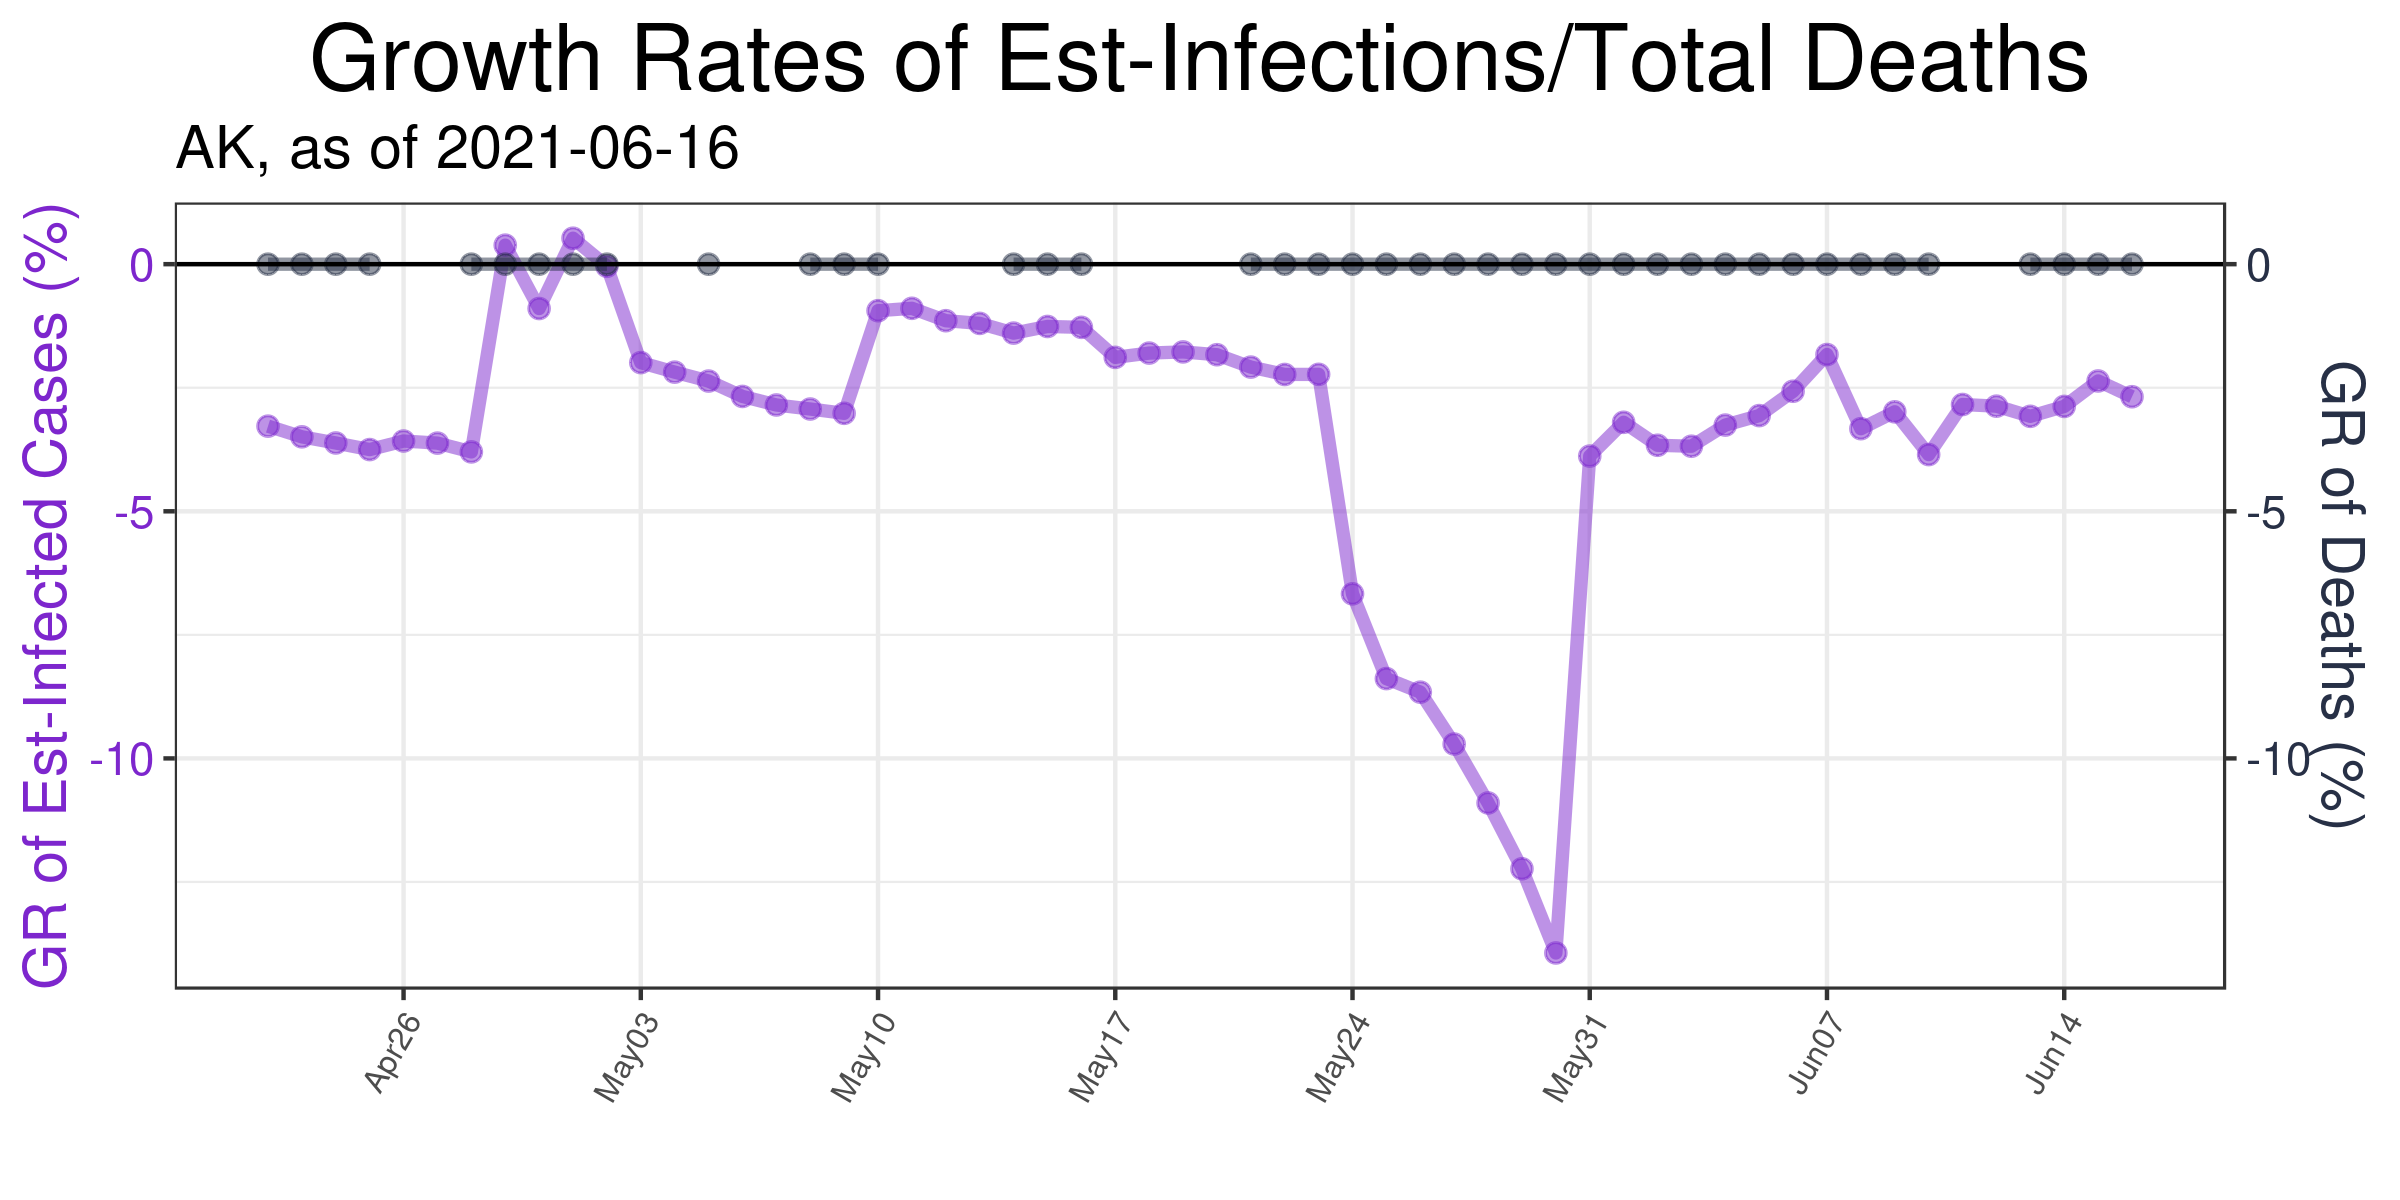 Growth Rates of Est-Infections/Total Deaths
AK, as of 2021-06-16
GR of Est-Infected Cases (%)
0
-5
-10
0
-5
-10
GR of Deaths (%)
Apr26
May03
May10
May17
May24
May31
Jun07
Jun14